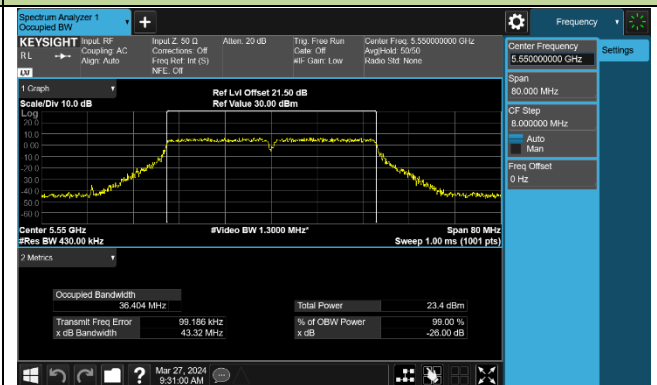 Spectrum Analyzer 1
Occupied BW
+
Frequency
KEYSIGHT
RL
LXI
Input: RF
Coupling: AC
Align: Auto
Input Z: 50 Ω
Corrections: Off
Freq Ref: Int (S)
NFE: Off
Atten: 20 dB
Trig: Free Run
Gate: Off
#IF Gain: Low
Center Freq: 5.550000000 GHz
Avg|Hold: 50/50
Radio Std: None
Center Frequency
5.550000000 GHz
Settings
Span
80.000 MHz
CF Step
8.000000 MHz
Auto
Man
Freq Offset
0 Hz
1 Graph
Scale/Div 10.0 dB
Ref Lvl Offset 21.50 dB
Ref Value 30.00 dBm
Log
20.0
10.0
0.00
-10.0
-20.0
-30.0
-40.0
-50.0
-60.0
Center 5.55 GHz
#Video BW 1.3000 MHz*
Span 80 MHz
#Res BW 430.00 kHz
Sweep 1.00 ms (1001 pts)
2 Metrics
Occupied Bandwidth
36.404 MHz
Total Power 23.4 dBm
Transmit Freq Error 99.186 kHz
% of OBW Power 99.00 %
x dB Bandwidth 43.32 MHz
x dB -26.00 dB
?
Mar 27, 2024
9:31:00 AM